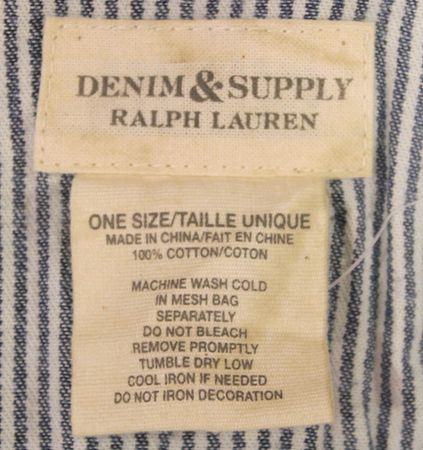 DENIM & SUPPLY
RALPH LAUREN
ONE SIZE/TAILLE UNIQUE
MADE IN CHINA/FAIT EN CHINE
100% COTTON/COTON
MACHINE WASH COLD
IN MESH BAG
SEPARATELY
DO NOT BLEACH
REMOVE PROMPTLY
TUMBLE DRY LOW
COOL IRON IF NEEDED
DO NOT IRON DECORATION